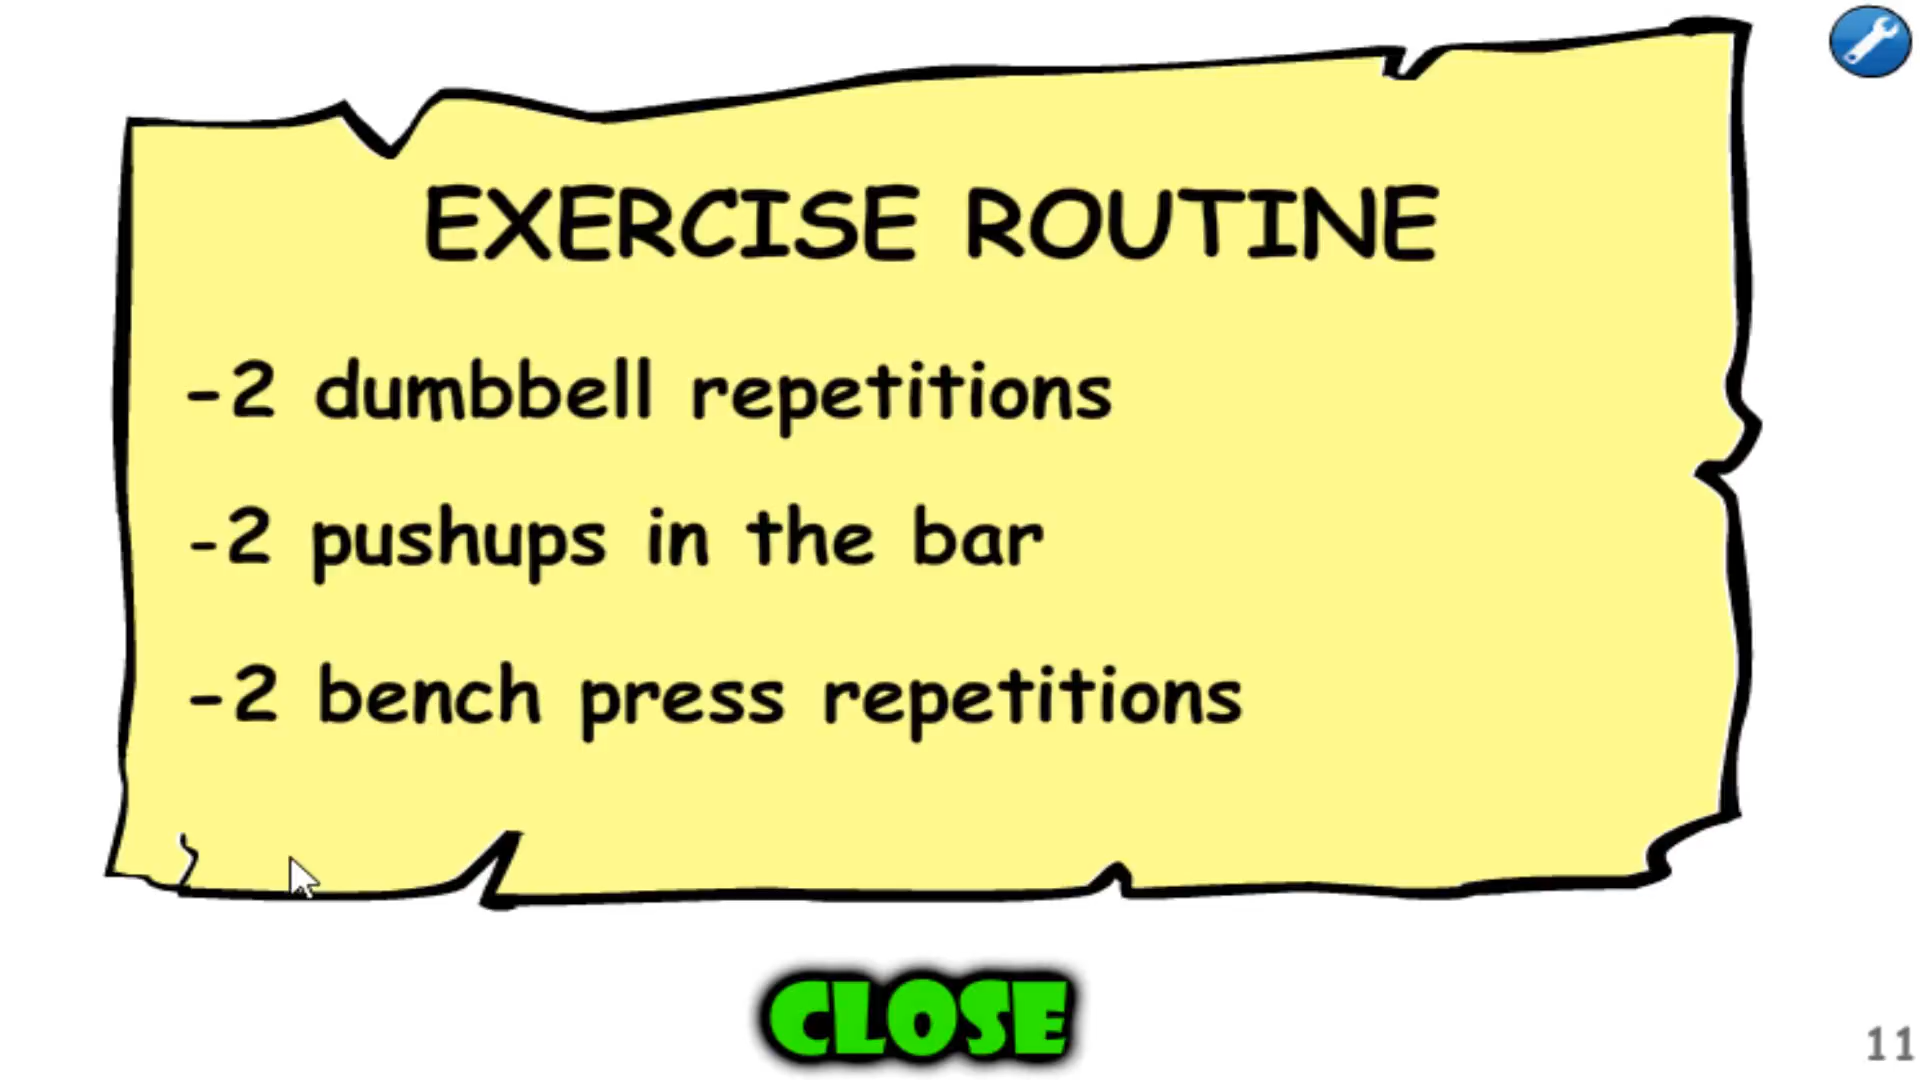 EXERCISE ROUTINE
-2 dumbbell repetitions
-2 pushups in the bar
-2 bench press repetitions
CLOSE
11